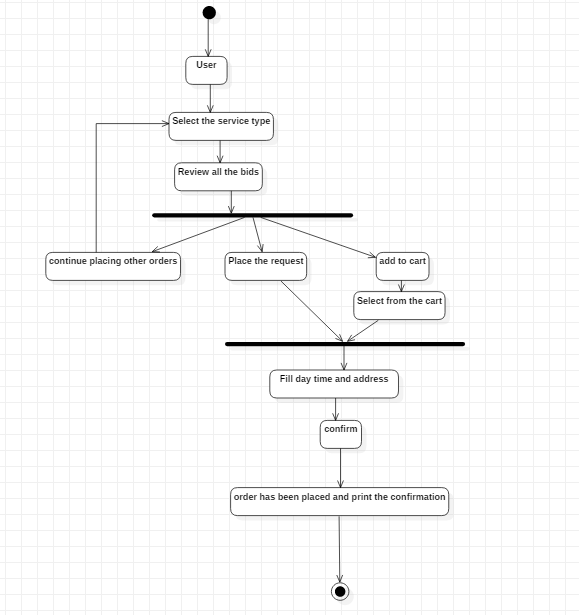 User
Select the service type
Review all the bids
continue placing other orders
Place the request
add to cart
Select from the cart
Fill day time and address
confirm
order has been placed and print the confirmation